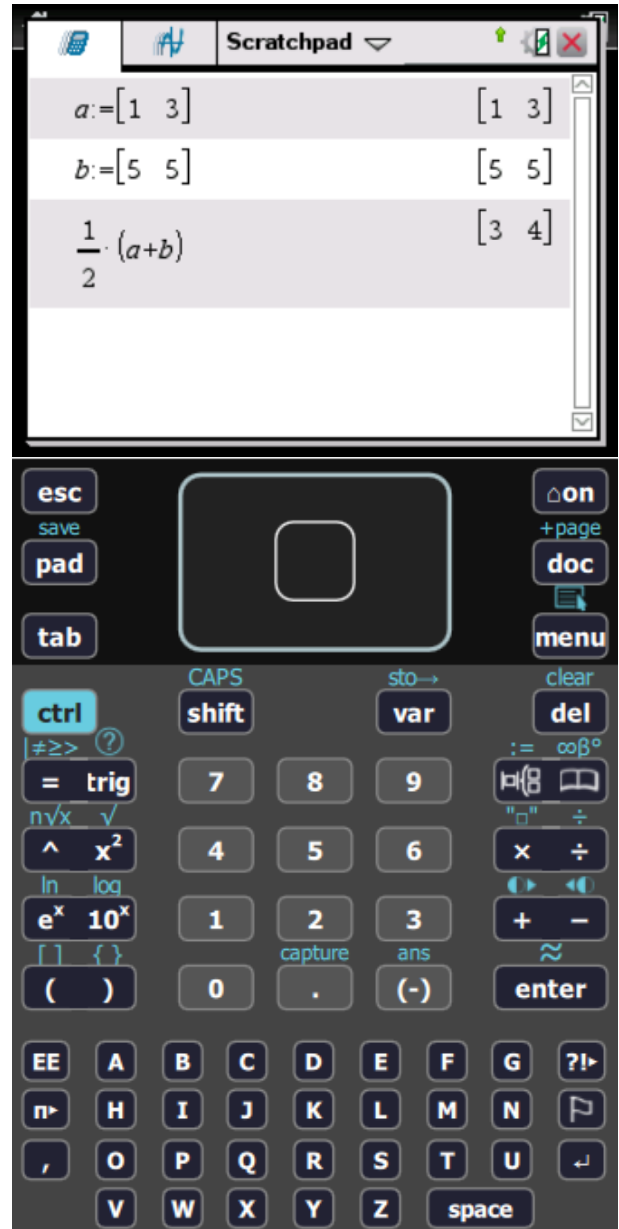 Scratchpad
a:=[1 3] [1 3]
b:=[5 5] [5 5]
1/2·(a+b) [3 4]
esc ⌂on
save +page
pad doc
tab menu
CAPS sto→ clear
ctrl shift var del
|≠≥> ? := ∞β°
= trig 7 8 9
n√x √ "□" ÷
^ x² 4 5 6 × ÷
ln log
eˣ 10ˣ 1 2 3 + −
[ ] { } capture ans ≈
( ) 0 . (-) enter
EE A B C D E F G ?!▸
π▸ H I J K L M N
, O P Q R S T U ↵
V W X Y Z space